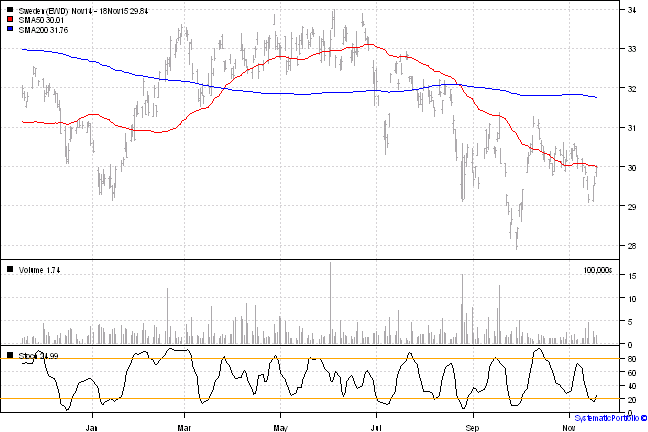 Sweden (EWD) Nov14 - 18Nov15 29.84
SMA50 30.01
SMA200 31.76
34
33
32
31
30
29
28
Volume 1.74
100,000s
15
10
5
0
Stoch 24.99
80
60
40
20
0
Jan
Mar
May
Jul
Sep
Nov
SystematicPortfolio ©